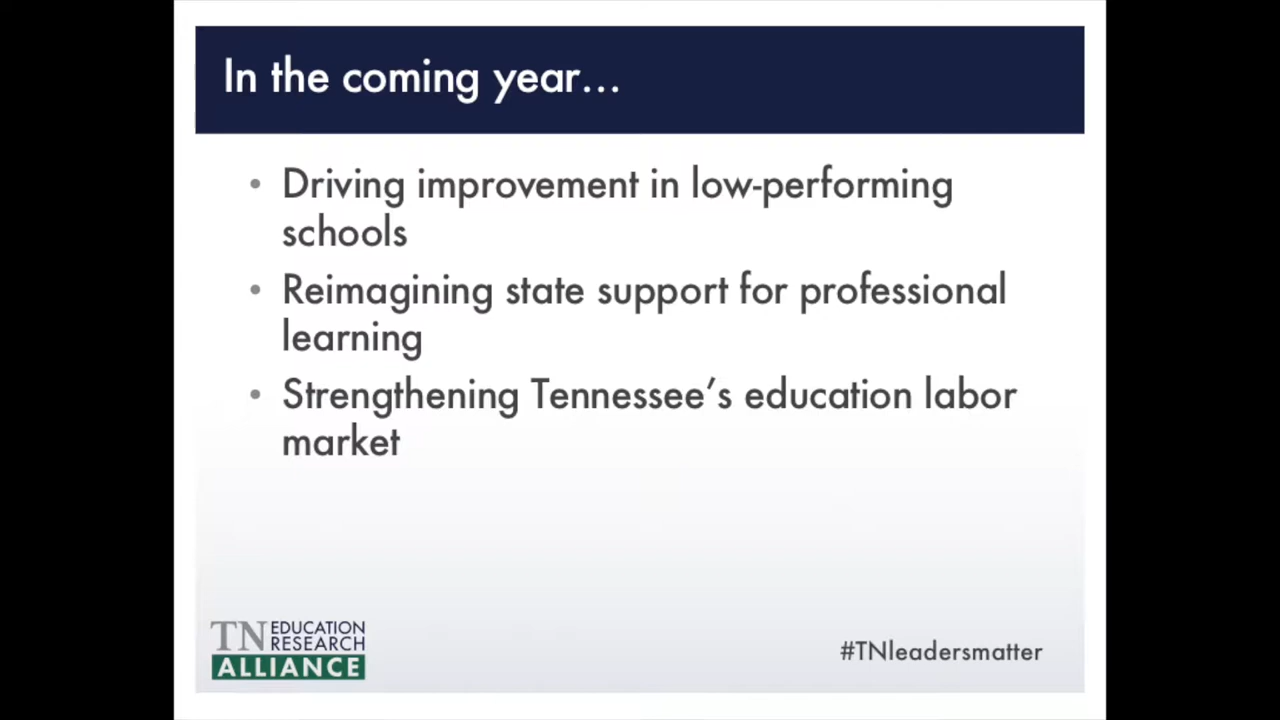 In the coming year...
• Driving improvement in low-performing
schools
• Reimagining state support for professional
learning
• Strengthening Tennessee’s education labor
market
TN EDUCATION
RESEARCH
ALLIANCE
#TNleadersmatter